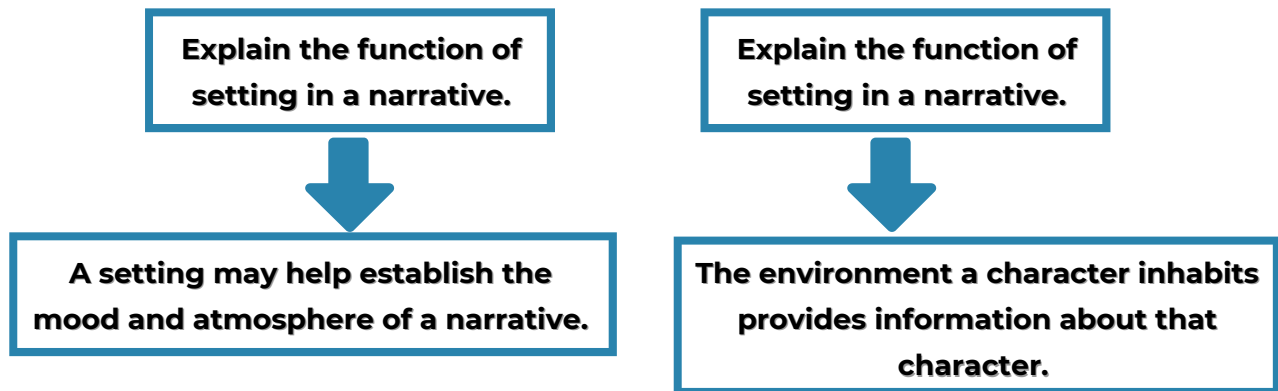 Explain the function of
setting in a narrative.
Explain the function of
setting in a narrative.
A setting may help establish the
mood and atmosphere of a narrative.
The environment a character inhabits
provides information about that
character.